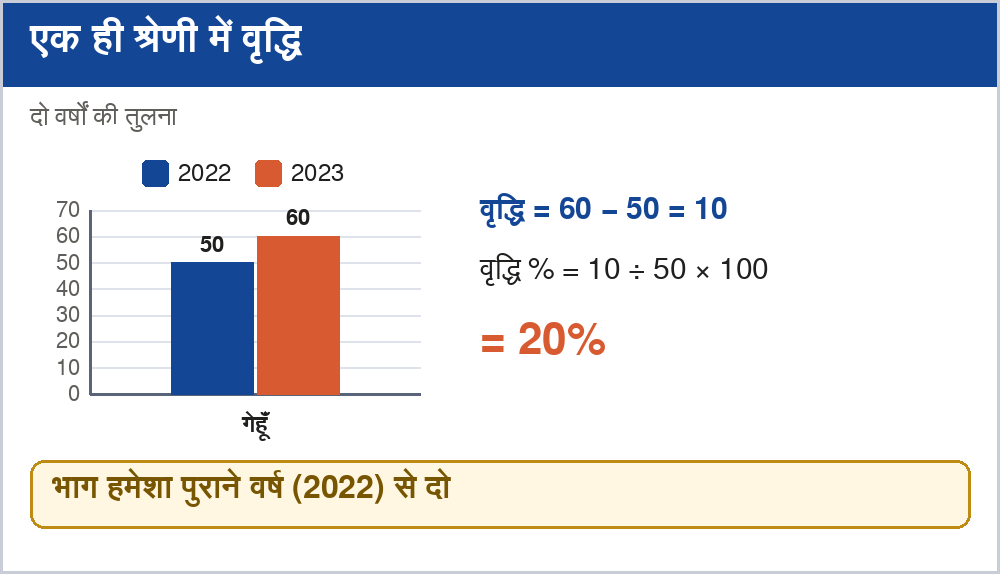 एक ही श्रेणी में वृद्धि
दो वर्षों की तुलना
2022 2023
70
60
50
40
30
20
10
0
50
60
गेहूँ
वृद्धि = 60 − 50 = 10
वृद्धि % = 10 ÷ 50 × 100
= 20%
भाग हमेशा पुराने वर्ष (2022) से दो